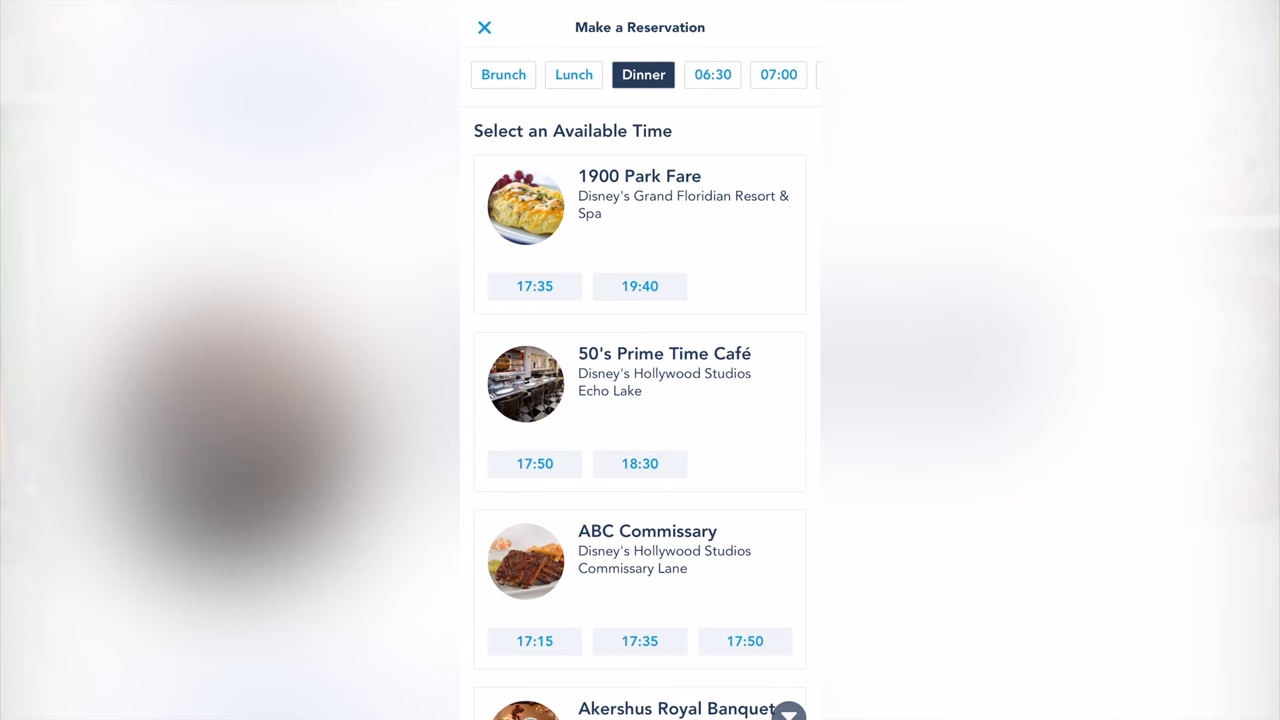 Make a Reservation
Brunch Lunch Dinner 06:30 07:00
Select an Available Time
1900 Park Fare
Disney's Grand Floridian Resort &
Spa
17:35 19:40
50's Prime Time Café
Disney's Hollywood Studios
Echo Lake
17:50 18:30
ABC Commissary
Disney's Hollywood Studios
Commissary Lane
17:15 17:35 17:50
Akershus Royal Banquet